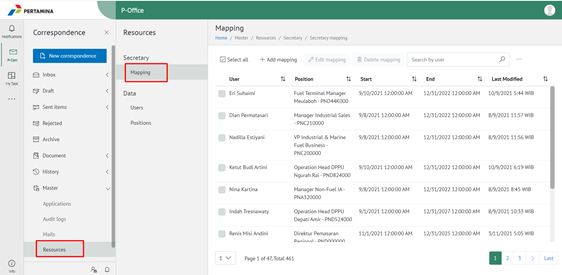 PERTAMINA
P-Office
Notifications
P-Gen
My Task
Info
Correspondence
New correspondence
Inbox
Draft
Sent items
Rejected
Archive
Document
History
Master
Applications
Audit logs
Mails
Resources
Resources
Secretary
Mapping
Data
Users
Positions
Mapping
Home / Master / Resources / Secretary / Secretary mapping
Select all + Add mapping Edit mapping Delete mapping Search by user
User Position Start End Last Modified
Eri Suhaimi Fuel Terminal Manager Meulaboh - PND44K000 9/10/2021 12:00:00 AM 12/31/2021 12:00:00 AM 10/9/2021 5:44 WIB
Dian Permatasari Manager Industrial Sales - PNC210000 9/8/2021 12:00:00 AM 12/31/2021 12:00:00 AM 8/9/2021 11:57 WIB
Nadilla Estiyani VP Industrial & Marine Fuel Business - PNC200000 9/8/2021 12:00:00 AM 12/31/2021 12:00:00 AM 8/9/2021 11:56 WIB
Ketut Budi Artini Operation Head DPPU Ngurah Rai - PND824000 9/10/2021 12:00:00 AM 12/31/2022 12:00:00 AM 10/9/2021 6:19 WIB
Nina Kartina Manager Non-Fuel IA - PNA320000 9/8/2021 12:00:00 AM 12/31/2022 12:00:00 AM 8/9/2021 8:45 WIB
Indah Tresnawaty Operation Head DPPU Depati Amir - PND524000 9/8/2021 12:00:00 AM 12/31/2027 12:00:00 AM 8/9/2021 10:33 WIB
Renis Misi Andini Direktur Pemasaran Regional - PND000000 11/1/2021 12:00:00 AM 12/31/2025 12:00:00 AM 3/11/2021 5:05 WIB
1 Page 1 of 47, Total 461 1 2 3 > Last